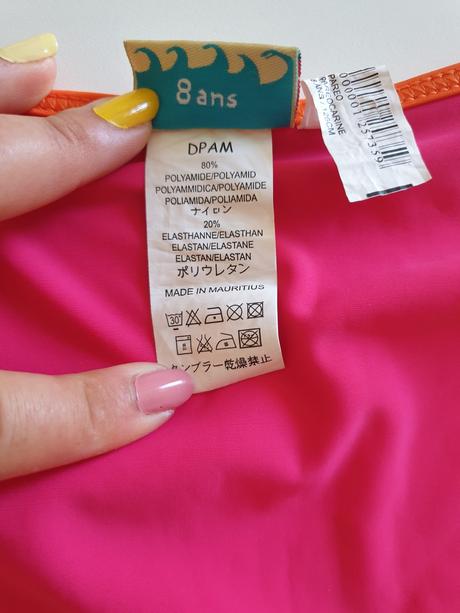 8 ans
DPAM
80%
POLYAMIDE/POLYAMID
POLYAMMIDICA/POLYAMIDE
POLIAMIDA/POLIAMIDA
ナイロン
20%
ELASTHANNE/ELASTHAN
ELASTAN/ELASTANE
ELASTAN/ELASTAN
ポリウレタン
MADE IN MAURITIUS
30°
タンブラー乾燥禁止
PAREO